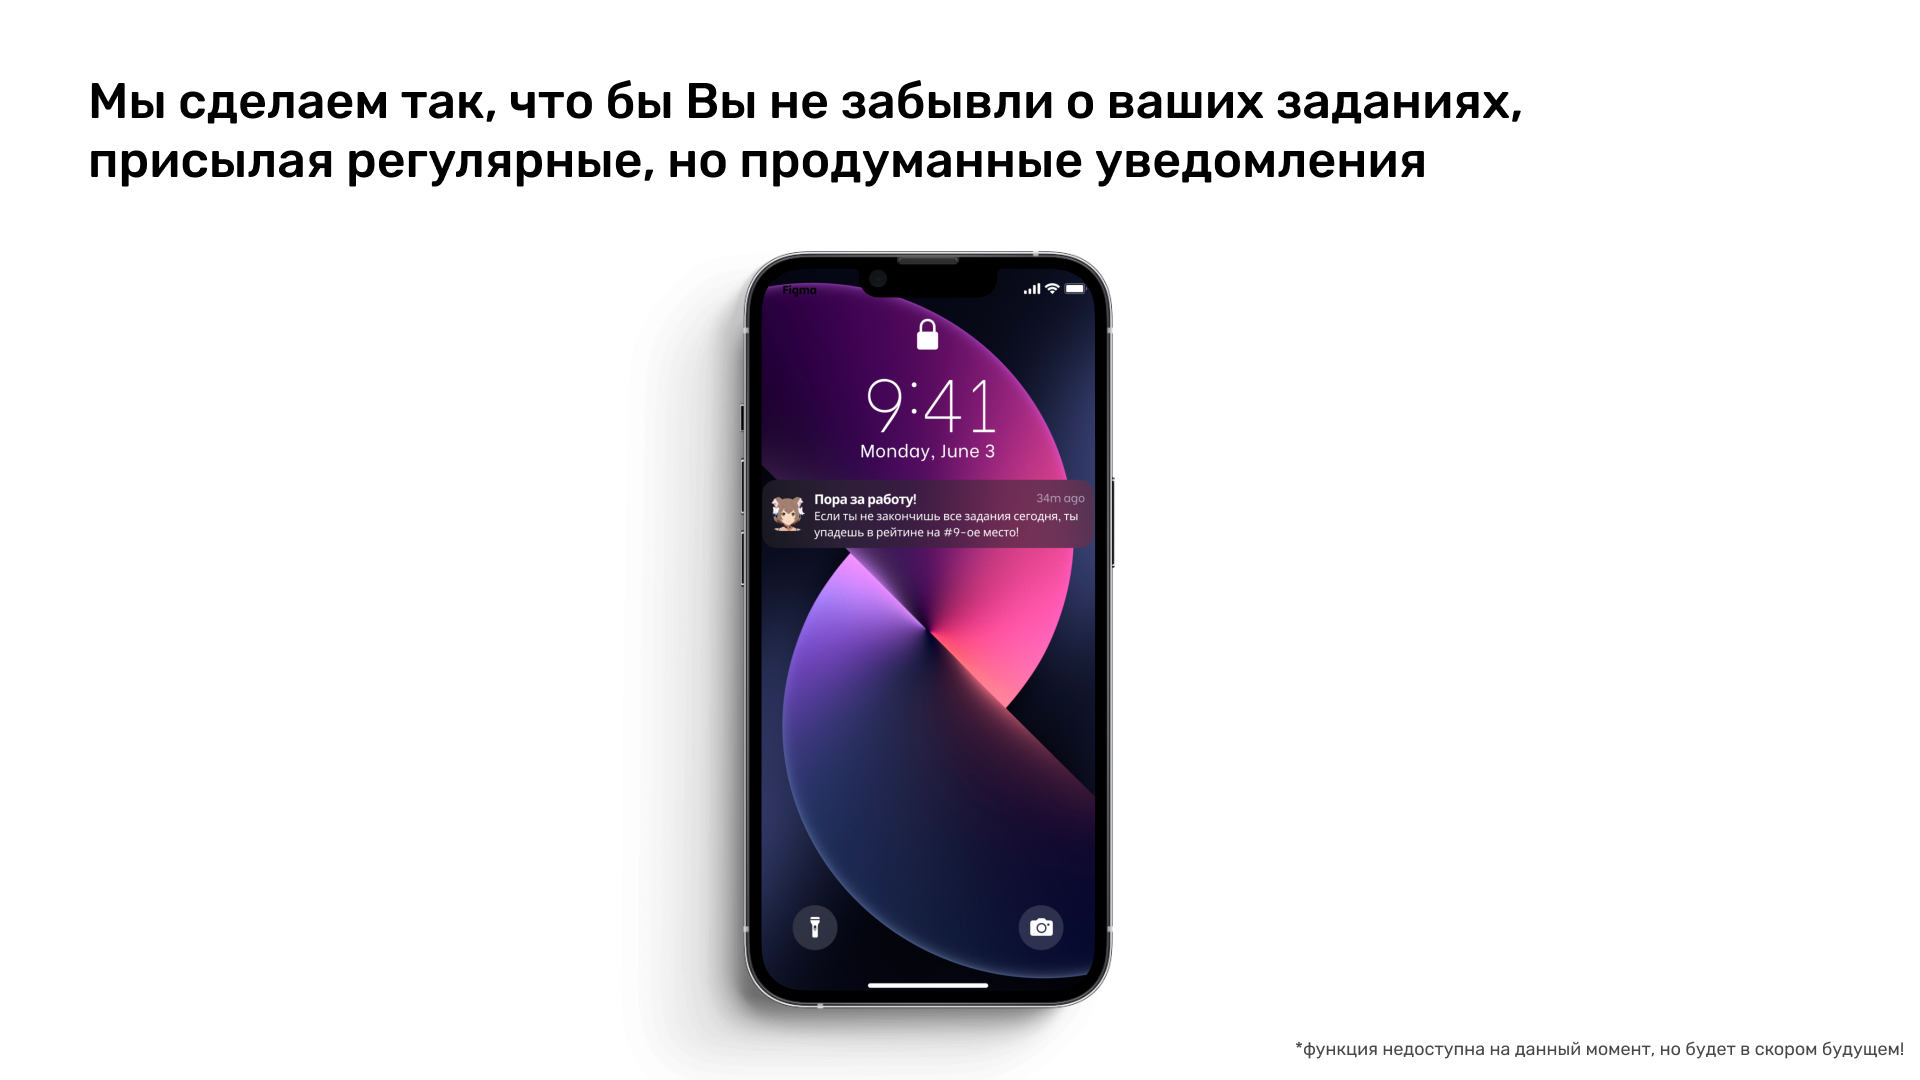 Мы сделаем так, что бы Вы не забывли о ваших заданиях,
присылая регулярные, но продуманные уведомления
Figma
9:41
Monday, June 3
Пора за работу!
34m ago
Если ты не закончишь все задания сегодня, ты
упадешь в рейтине на #9-ое место!
*функция недоступна на данный момент, но будет в скором будущем!